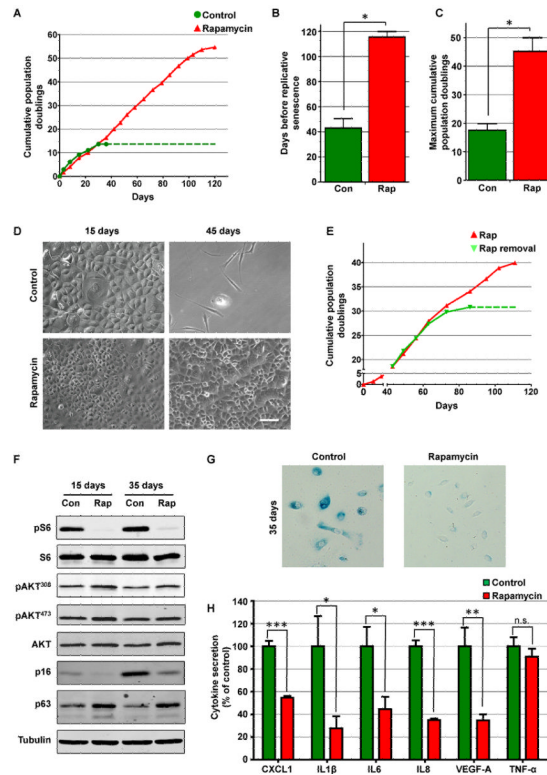 A
Control
Rapamycin
Cumulative population
doublings
60
50
40
30
20
10
0
0 20 40 60 80 100 120
Days
B
*
Days before replicative
senescence
140
120
100
80
60
40
20
0
Con Rap
C
*
Maximum cumulative
population doublings
60
50
40
30
20
10
0
Con Rap
D
15 days 45 days
Control
Rapamycin
E
Rap
Rap removal
Cumulative population
doublings
40
30
20
10
5
0
0 20 40 60 80 100 120
Days
F
15 days 35 days
Con Rap Con Rap
pS6
S6
pAKT308
pAKT473
AKT
p16
p63
Tubulin
G
Control Rapamycin
35 days
H
Control
Rapamycin
Cytokine secretion
(% of control)
140
120
100
80
60
40
20
0
*** * * *** ** n.s.
CXCL1 IL1β IL6 IL8 VEGF-A TNF-α